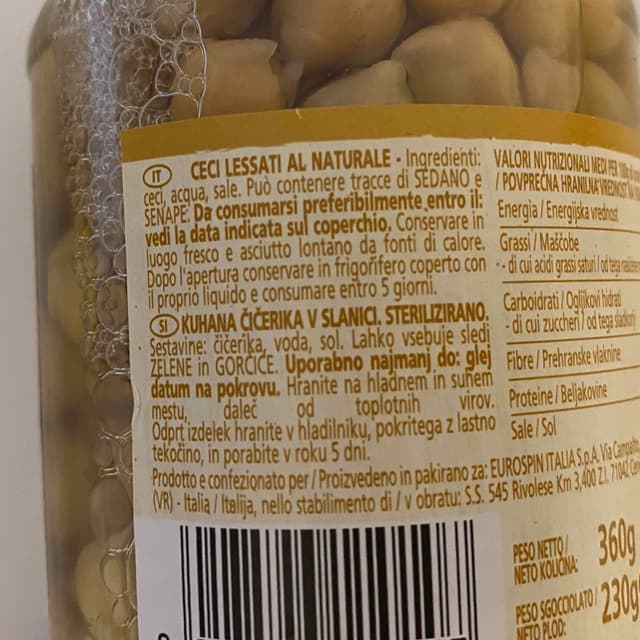 IT CECI LESSATI AL NATURALE - Ingredienti:
ceci, acqua, sale. Può contenere tracce di SEDANO e
SENAPE. Da consumarsi preferibilmente entro il:
vedi la data indicata sul coperchio. Conservare in
luogo fresco e asciutto lontano da fonti di calore.
Dopo l'apertura conservare in frigorifero coperto con
il proprio liquido e consumare entro 5 giorni.
SI KUHANA ČIČERIKA V SLANICI. STERILIZIRANO.
Sestavine: čičerika, voda, sol. Lahko vsebuje sledi
ZELENE in GORČICE. Uporabno najmanj do: glej
datum na pokrovu. Hranite na hladnem in suhem
mestu, daleč od toplotnih virov.
Odprt izdelek hranite v hladilniku, pokritega z lastno
tekočino, in porabite v roku 5 dni.
Prodotto e confezionato per / Proizvedeno in pakirano za: EUROSPIN ITALIA S.p.A. Via Campalto,
(VR) - Italia / Italija, nello stabilimento di / v obratu: S.S. 545 Rivolese Km 3,400 Z.I. 71042
VALORI NUTRIZIONALI MEDI PER 100g
/ POVPREČNA HRANILNA VREDNOST
Energia / Energijska vrednost
Grassi / Maščobe
- di cui acidi grassi saturi / od tega
Carboidrati / Ogljikovi hidrati
- di cui zuccheri / od tega sladkorji
Fibre / Prehranske vlaknine
Proteine / Beljakovine
Sale / Sol
PESO NETTO / 360g
NETO KOLIČINA:
PESO SGOCCIOLATO / 230g
NETO PLOD: